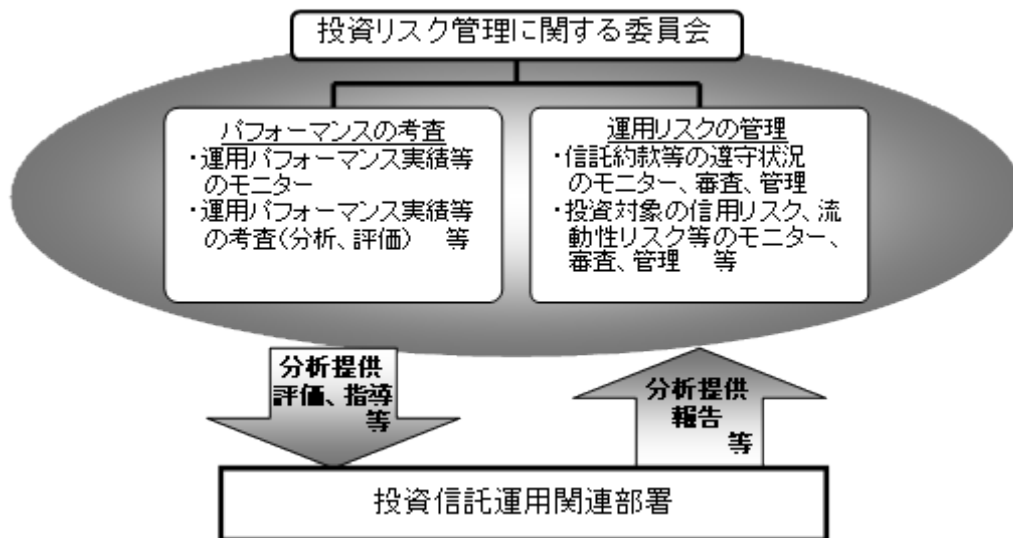 投資リスク管理に関する委員会
パフォーマンスの考査
・運用パフォーマンス実績等
のモニター
・運用パフォーマンス実績等
の考査(分析、評価) 等
運用リスクの管理
・信託約款等の遵守状況
のモニター、審査、管理
・投資対象の信用リスク、流
動性リスク等のモニター、
審査、管理 等
分析提供
評価、指導
等
分析提供
報告
等
投資信託運用関連部署